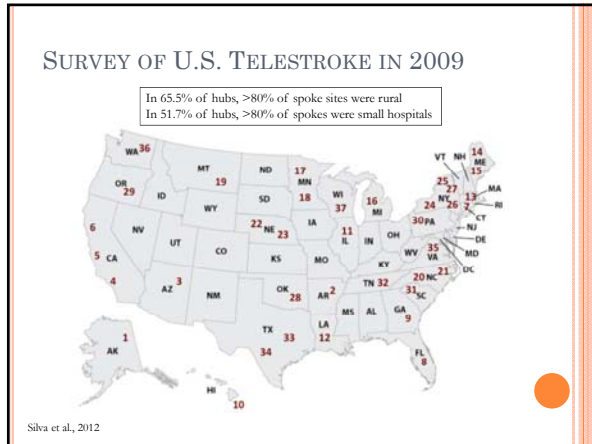 SURVEY OF U.S. TELESTROKE IN 2009
In 65.5% of hubs, >80% of spoke sites were rural
In 51.7% of hubs, >80% of spokes were small hospitals
WA 36
MT 19
ND
MN 17
18
VT
NH
ME 14
15
OR 29
ID
WY
SD
WI 37
MI 16
NY 25
27
24
26
13
7
MA
RI
CT
NJ
DE
MD
DC
6
5
4
CA
NV
UT
CO
22 NE 23
IA
IL 11
IN
OH
30 PA
WV
35
VA
KS
MO
KY
AZ 3
NM
OK 28
AR 2
TN 32
20 NC 21
31 SC
MS
AL
GA 9
TX 33
34
LA 12
FL 8
AK 1
HI 10
Silva et al., 2012